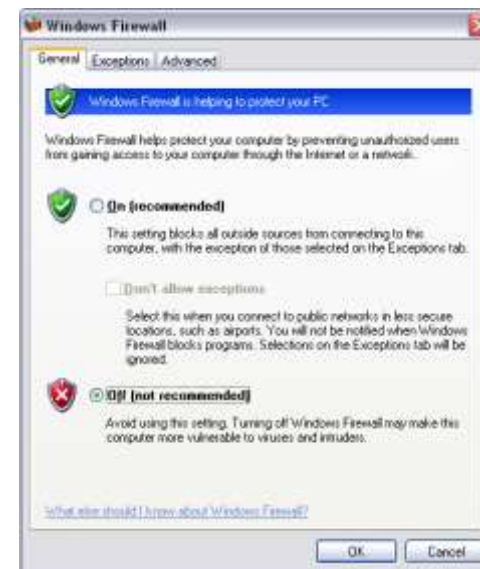 Windows Firewall
General Exceptions Advanced
Windows Firewall is helping to protect your PC
Windows Firewall helps protect your computer by preventing unauthorized users
from gaining access to your computer through the Internet or a network.
On (recommended)
This setting blocks all outside sources from connecting to this
computer, with the exception of those selected on the Exceptions tab.
Don't allow exceptions
Select this when you connect to public networks in less secure
locations, such as airports. You will not be notified when Windows
Firewall blocks programs. Selections on the Exceptions tab will be
ignored.
Off (not recommended)
Avoid using this setting. Turning off Windows Firewall may make this
computer more vulnerable to viruses and intruders.
What else should I know about Windows Firewall?
OK Cancel